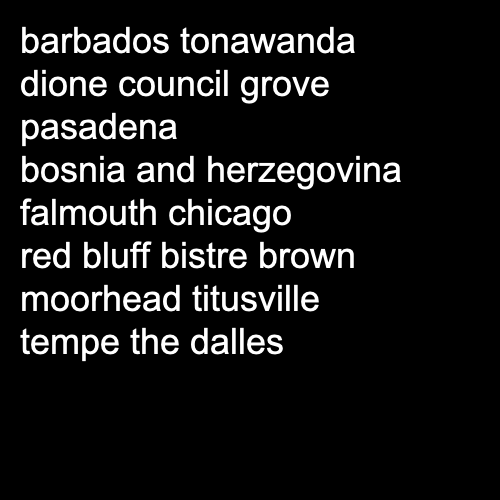 barbados tonawanda
dione council grove
pasadena
bosnia and herzegovina
falmouth chicago
red bluff bistre brown
moorhead titusville
tempe the dalles